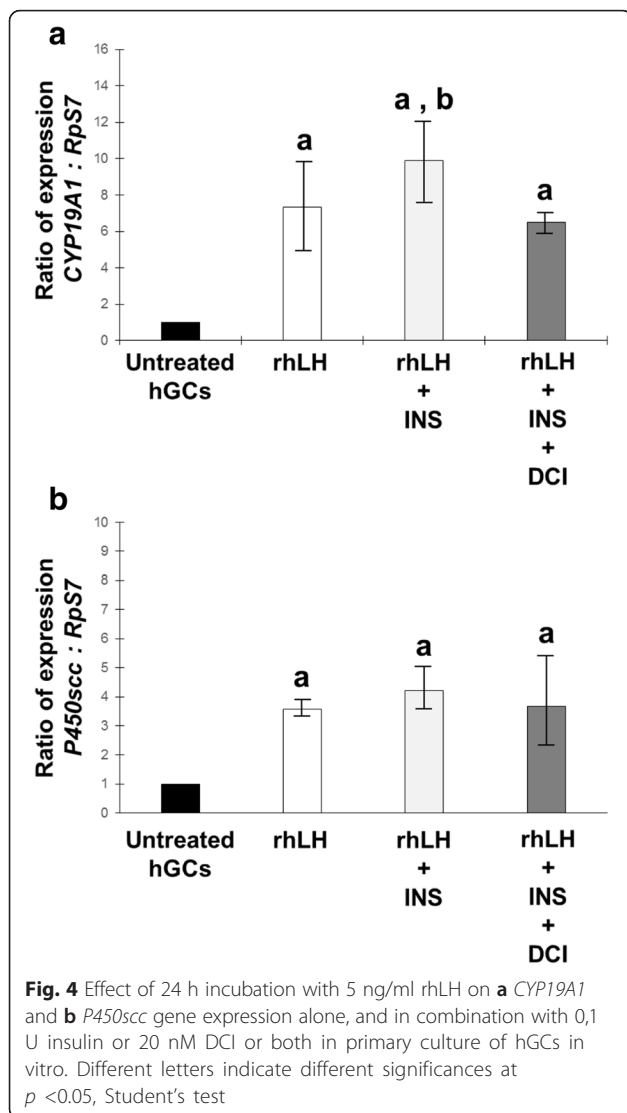 a
16
14
12
10
8
6
4
2
0
Ratio of expression
CYP19A1 : RpS7
a
a , b
a
Untreated hGCs
rhLH
rhLH + INS
rhLH + INS + DCI
b
10
9
8
7
6
5
4
3
2
1
0
Ratio of expression
P450scc : RpS7
a
a
a
Untreated hGCs
rhLH
rhLH + INS
rhLH + INS + DCI
Fig. 4 Effect of 24 h incubation with 5 ng/ml rhLH on a CYP19A1
and b P450scc gene expression alone, and in combination with 0,1
U insulin or 20 nM DCI or both in primary culture of hGCs in
vitro. Different letters indicate different significances at
p <0.05, Student's test